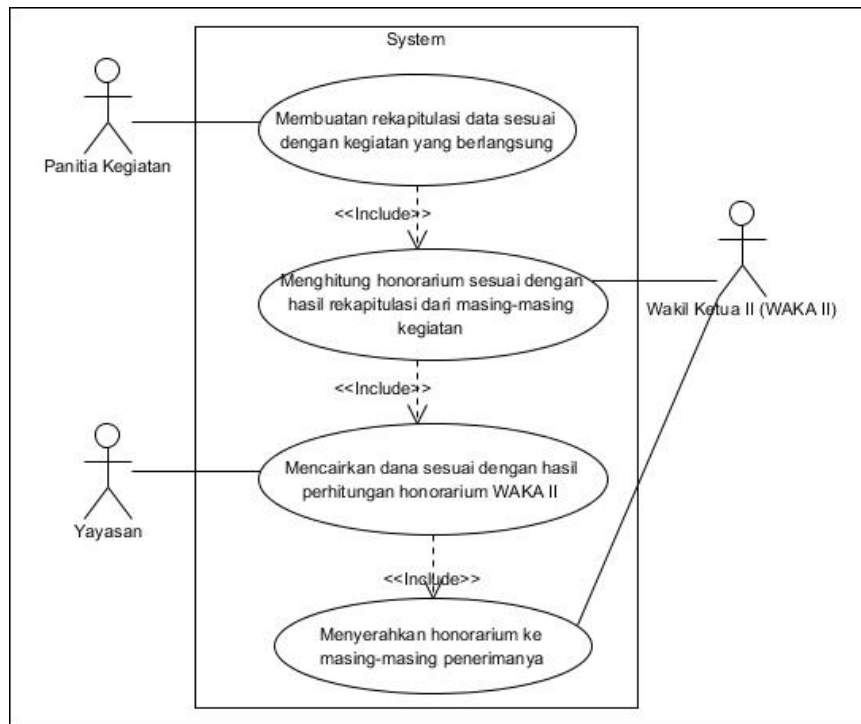 System
Membuatan rekapitulasi data sesuai
dengan kegiatan yang berlangsung
Panitia Kegiatan
<<Include>>
Menghitung honorarium sesuai dengan
hasil rekapitulasi dari masing-masing
kegiatan
Wakil Ketua II (WAKA II)
<<Include>>
Mencairkan dana sesuai dengan hasil
perhitungan honorarium WAKA II
Yayasan
<<Include>>
Menyerahkan honorarium ke
masing-masing penerimanya